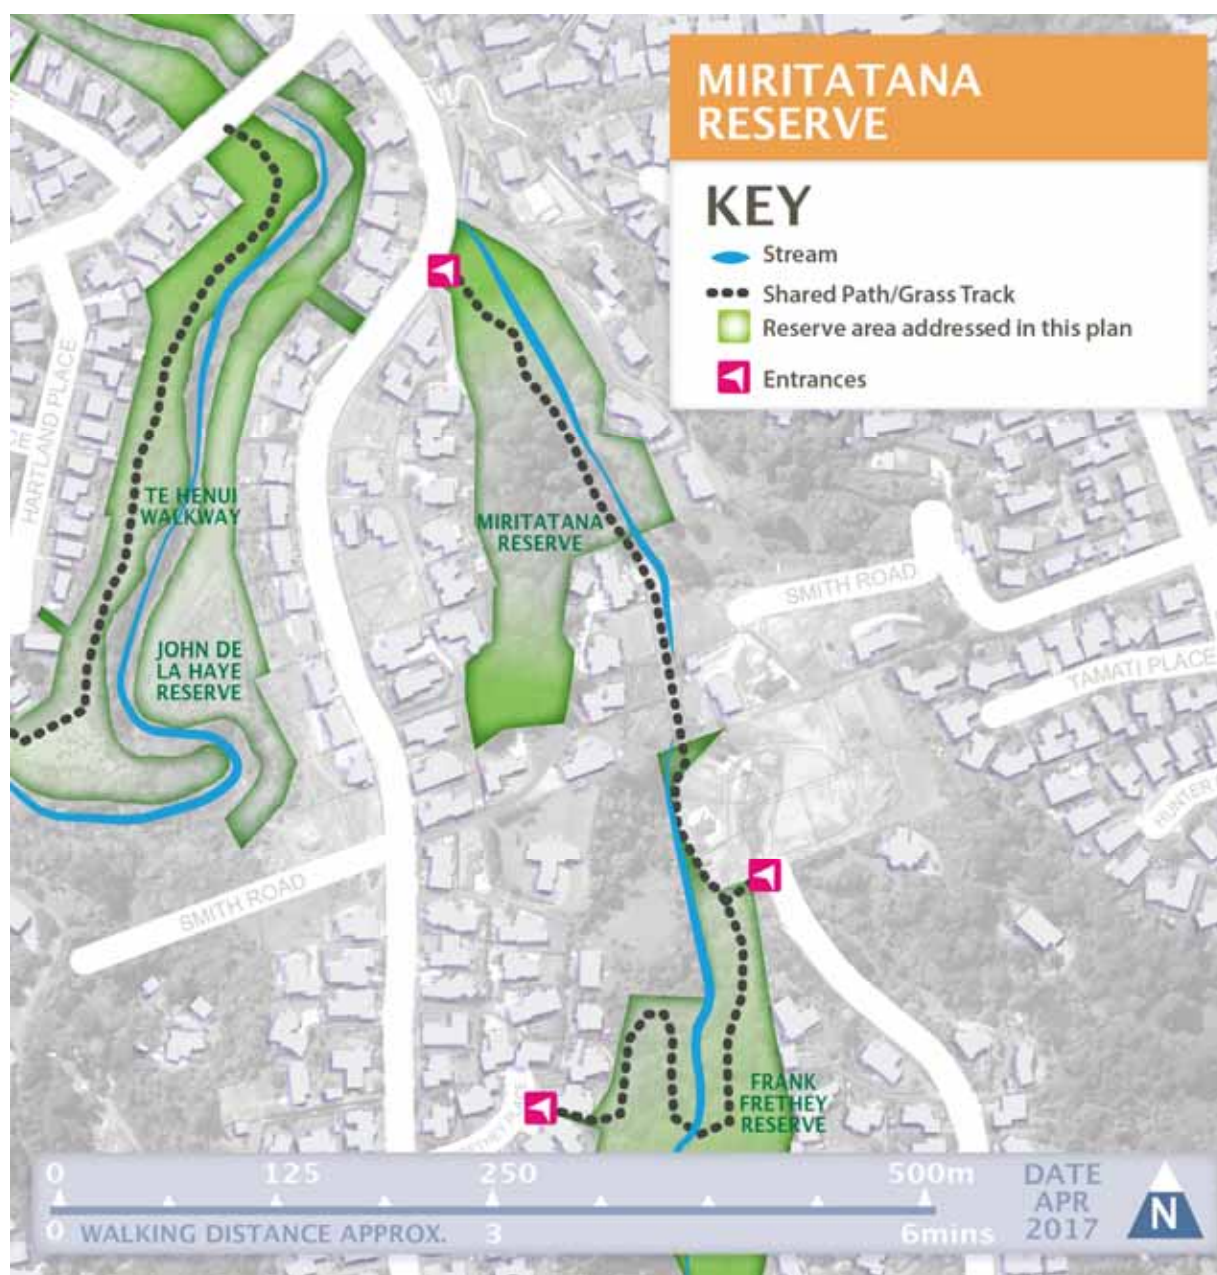 MIRITATANA
RESERVE
KEY
Stream
Shared Path/Grass Track
Reserve area addressed in this plan
Entrances
HARTLAND PLACE
TE HENUI
WALKWAY
MIRITATANA
RESERVE
SMITH ROAD
TAMATI PLACE
JOHN DE
LA HAYE
RESERVE
HUNTER
SMITH ROAD
FRANK
FRETHEY
RESERVE
0 125 250 500m
0 WALKING DISTANCE APPROX. 3 6mins
DATE
APR
2017
N